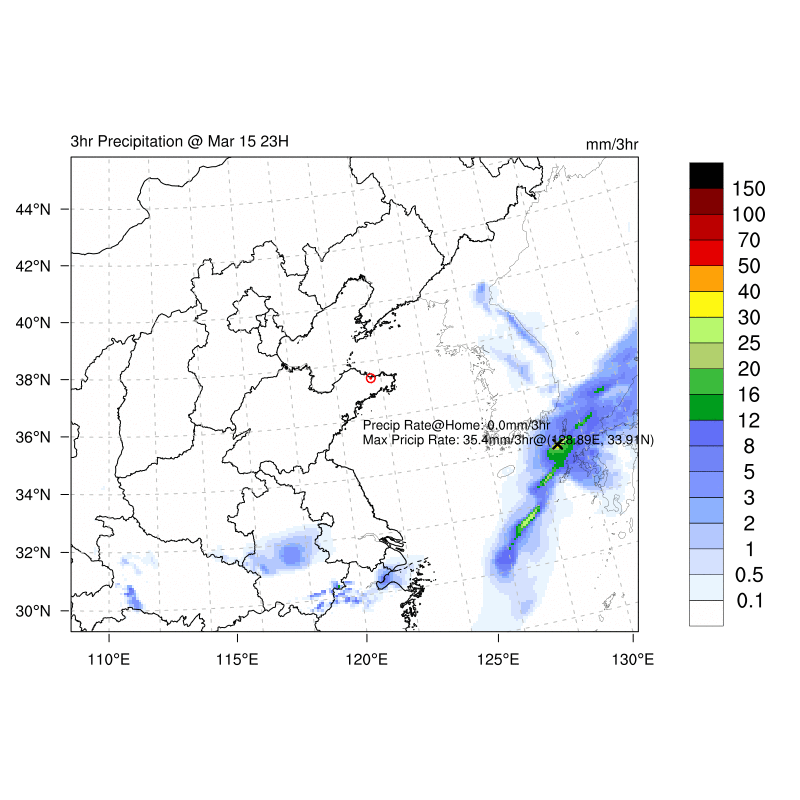 3hr Precipitation @ Mar 15 23H
mm/3hr
44°N
42°N
40°N
38°N
36°N
34°N
32°N
30°N
110°E
115°E
120°E
125°E
130°E
Precip Rate@Home: 0.0mm/3hr
Max Pricip Rate: 35.4mm/3hr@(128.89E, 33.91N)
150
100
70
50
40
30
25
20
16
12
8
5
3
2
1
0.5
0.1